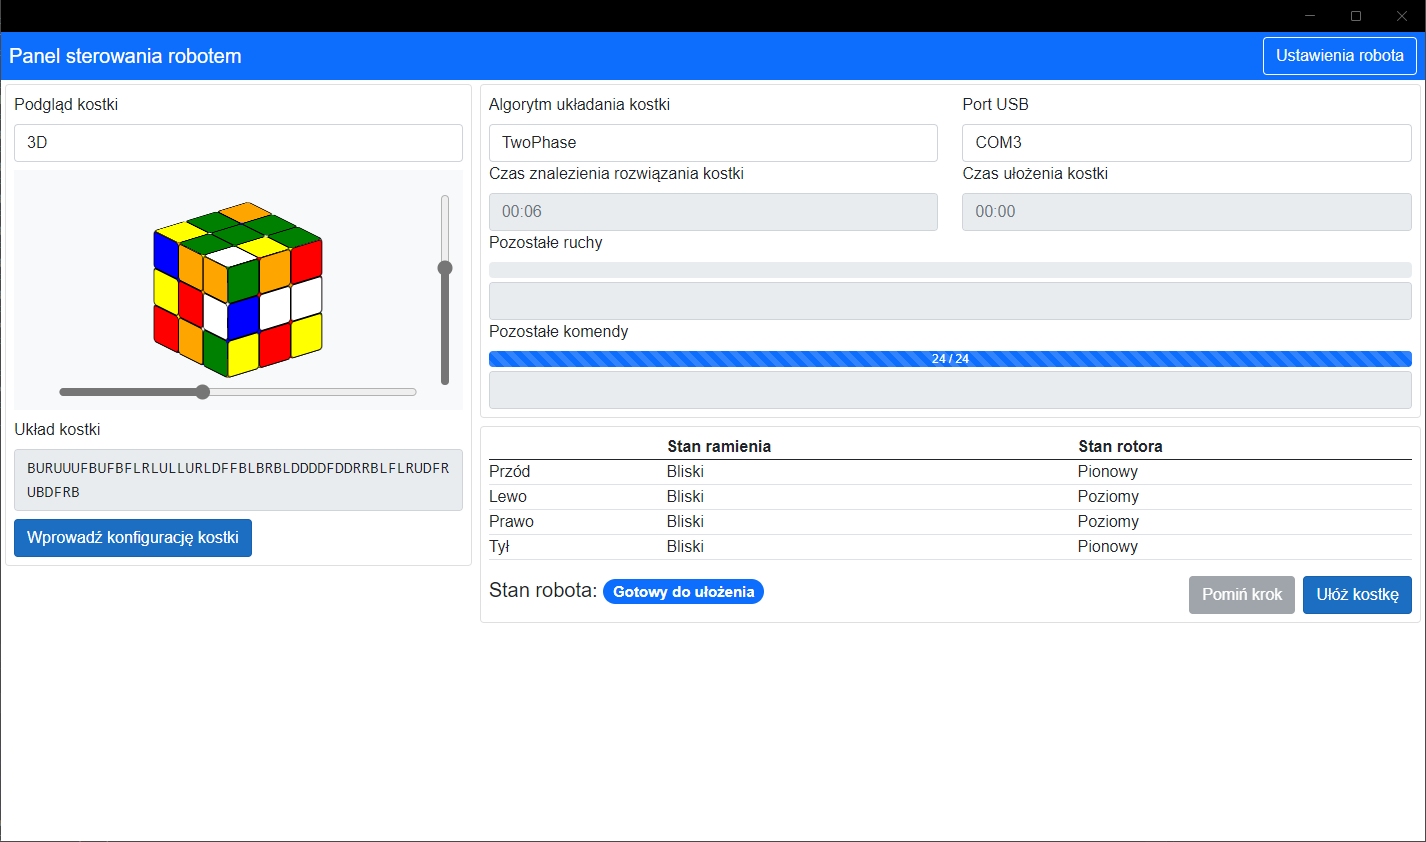 Panel sterowania robotem
Ustawienia robota
Podgląd kostki
3D
Układ kostki
BURUUUFBUFBFLRLULLURLDFFBLBRBLDDDDFDDRRBLFLRUDFR
UBDFRB
Wprowadź konfigurację kostki
Algorytm układania kostki
Port USB
TwoPhase
COM3
Czas znalezienia rozwiązania kostki
Czas ułożenia kostki
00:06
00:00
Pozostałe ruchy
Pozostałe komendy
24 / 24
Stan ramienia Stan rotora
Przód Bliski Pionowy
Lewo Bliski Poziomy
Prawo Bliski Poziomy
Tył Bliski Pionowy
Stan robota: Gotowy do ułożenia
Pomiń krok
Ułóż kostkę